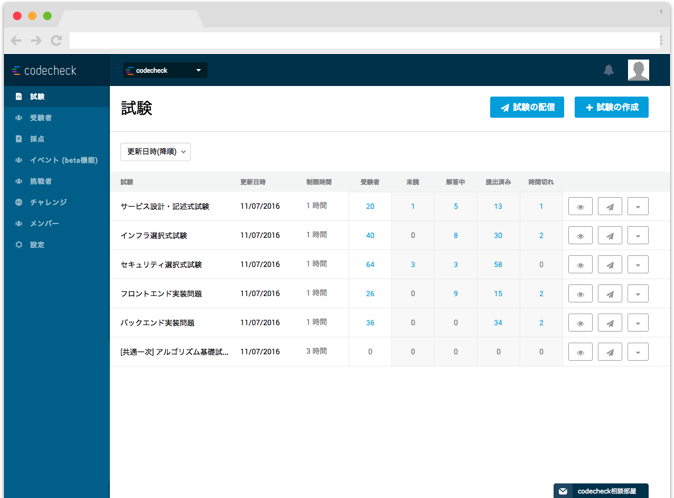 codecheck
codecheck
試験
受験者
採点
イベント (beta機能)
挑戦者
チャレンジ
メンバー
設定
試験
試験の配信
試験の作成
更新日時(降順)
試験 更新日時 制限時間 受験者 未読 解答中 提出済み 時間切れ
サービス設計・記述式試験 11/07/2016 1 時間 20 1 5 13 1
インフラ選択式試験 11/07/2016 1 時間 40 0 8 30 2
セキュリティ選択式試験 11/07/2016 1 時間 64 3 3 58 0
フロントエンド実装問題 11/07/2016 1 時間 26 0 9 15 2
バックエンド実装問題 11/07/2016 1 時間 36 0 0 34 2
[共通一次] アルゴリズム基礎試... 11/07/2016 3 時間 0 0 0 0 0
codecheck相談部屋